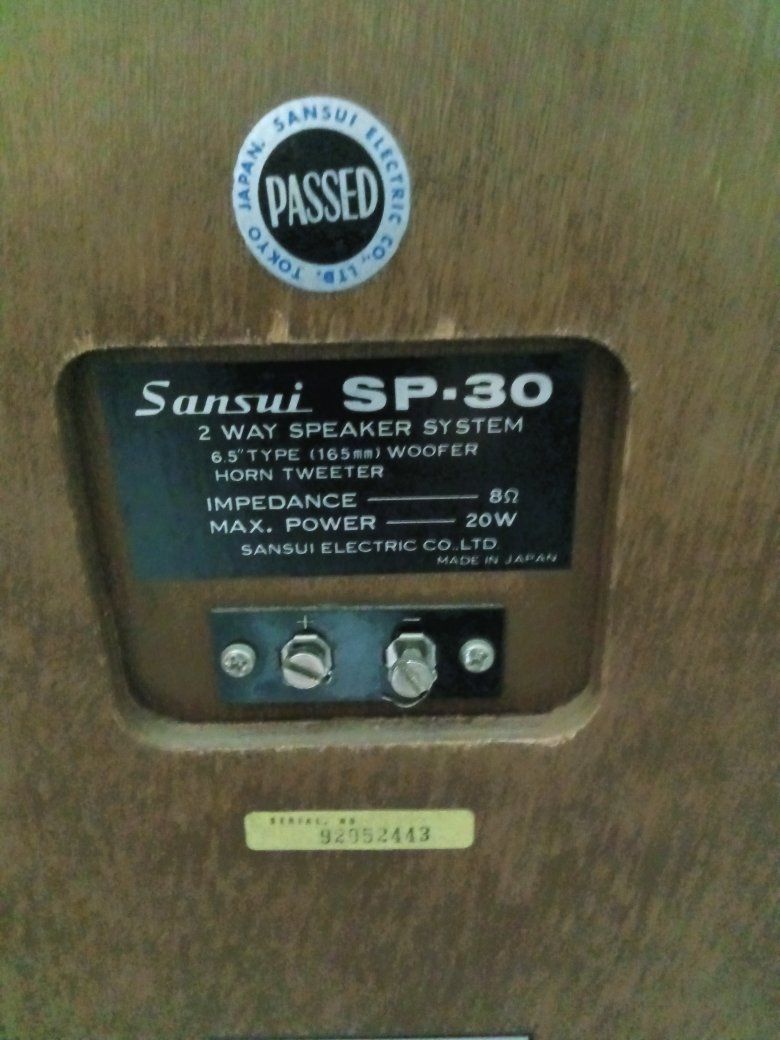 SANSUI ELECTRIC CO., LTD. TOKYO JAPAN.
PASSED
Sansui SP-30
2 WAY SPEAKER SYSTEM
6.5" TYPE (165mm) WOOFER
HORN TWEETER
IMPEDANCE 8Ω
MAX. POWER 20W
SANSUI ELECTRIC CO.,LTD.
MADE IN JAPAN
+ −
SERIAL. NO
92052443